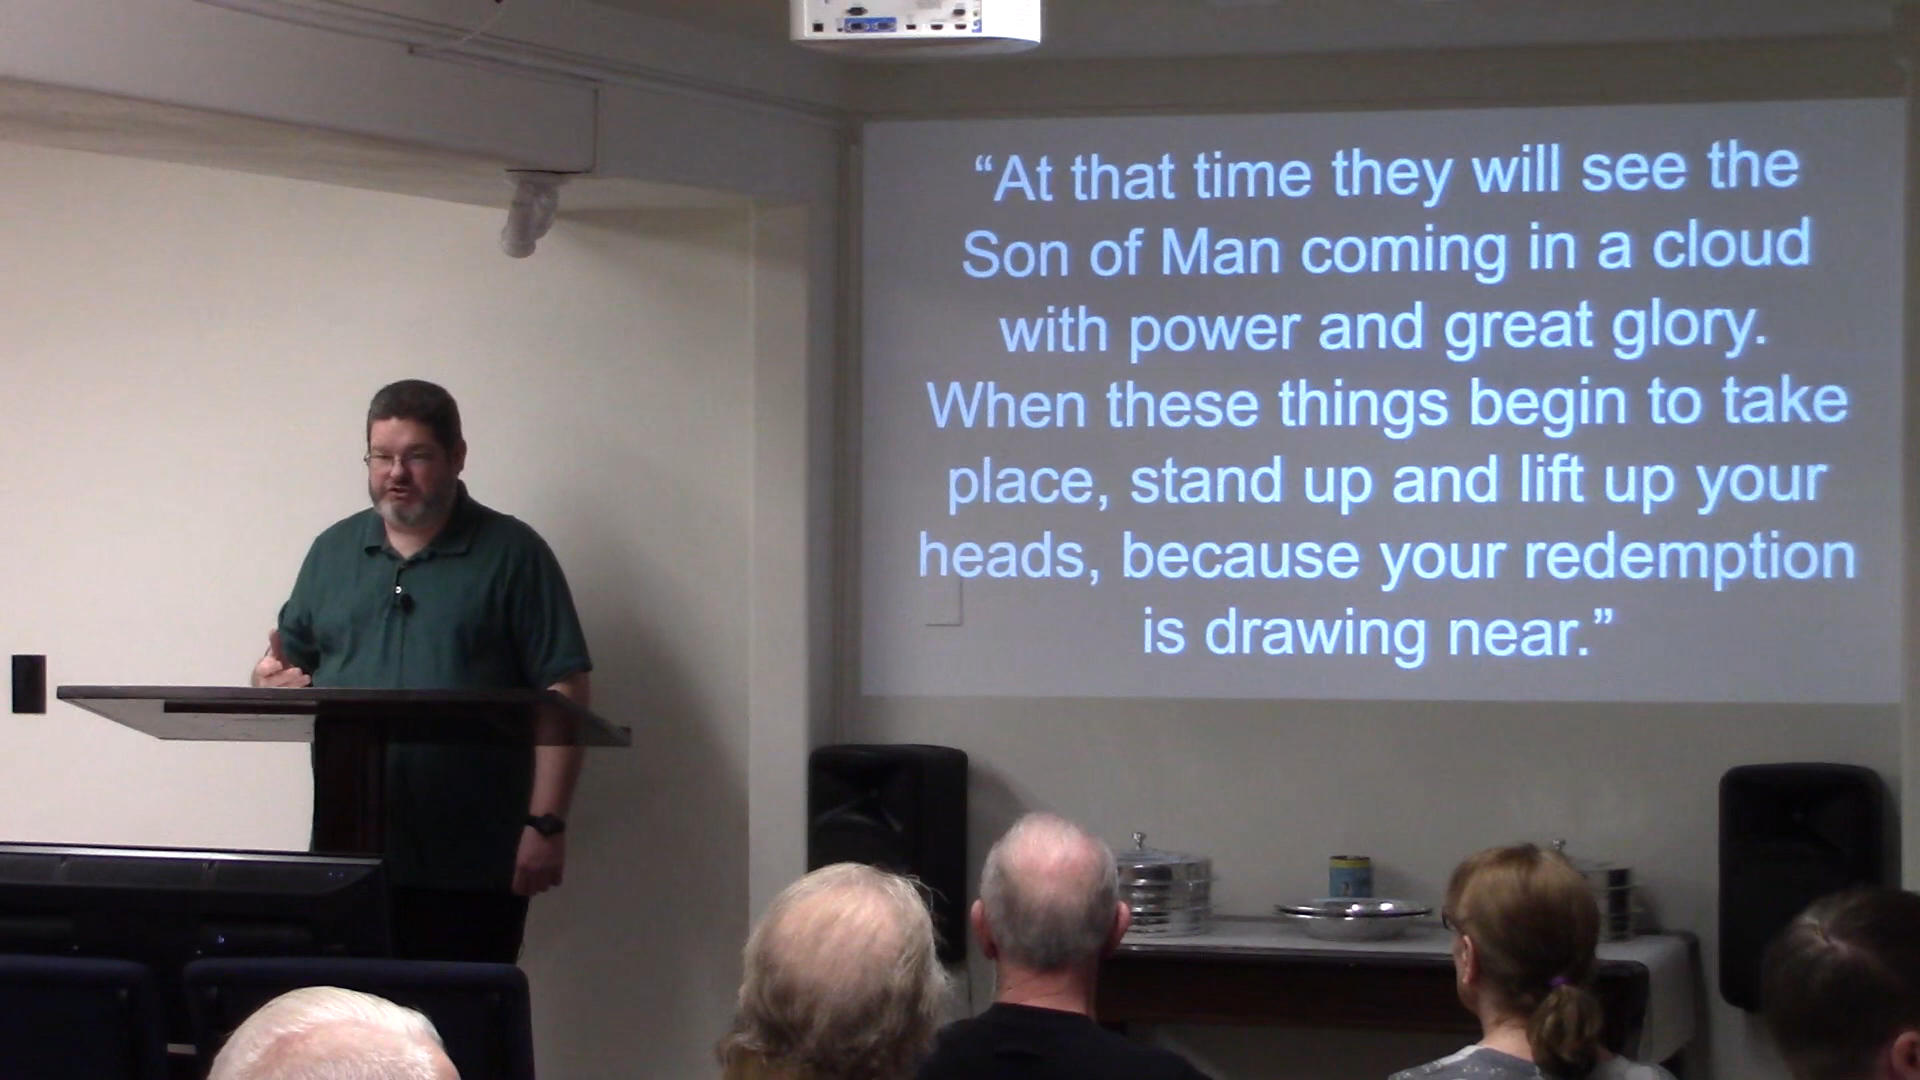 “At that time they will see the
Son of Man coming in a cloud
with power and great glory.
When these things begin to take
place, stand up and lift up your
heads, because your redemption
is drawing near.”